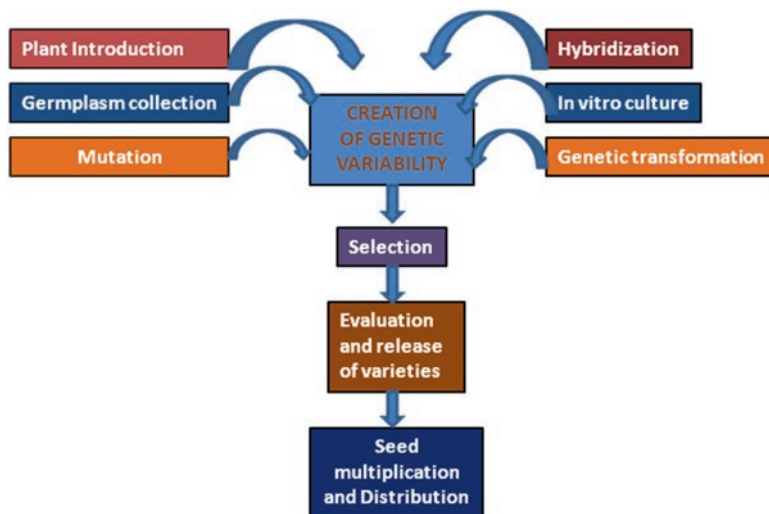 Plant Introduction
Hybridization
Germplasm collection
In vitro culture
Mutation
Genetic transformation
CREATION
OF GENETIC
VARIABILITY
Selection
Evaluation
and release
of varieties
Seed
multiplication
and Distribution